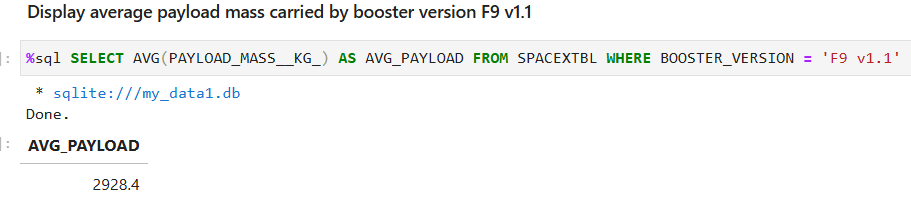 Display average payload mass carried by booster version F9 v1.1
]: %sql SELECT AVG(PAYLOAD_MASS__KG_) AS AVG_PAYLOAD FROM SPACEXTBL WHERE BOOSTER_VERSION = 'F9 v1.1'
* sqlite:///my_data1.db
Done.
]: AVG_PAYLOAD
2928.4